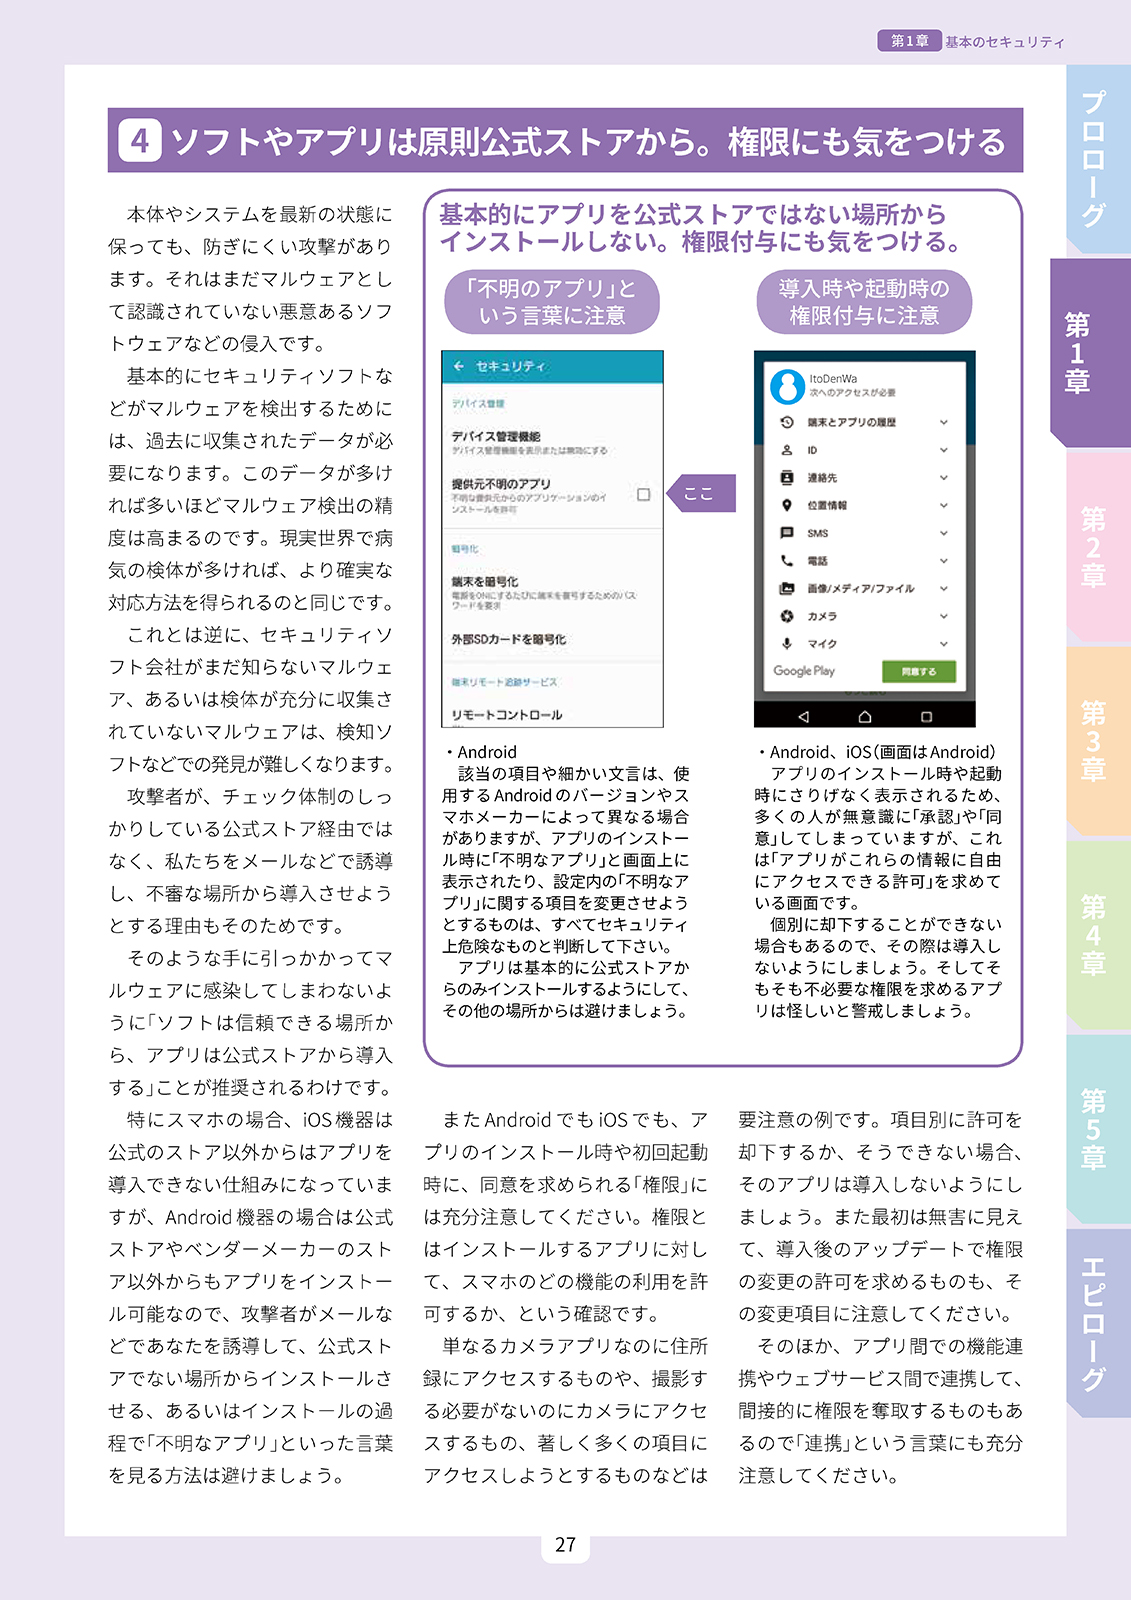 第1章 基本のセキュリティ
4 ソフトやアプリは原則公式ストアから。権限にも気をつける
本体やシステムを最新の状態に
保っても、防ぎにくい攻撃があり
ます。それはまだマルウェアとし
て認識されていない悪意あるソフ
トウェアなどの侵入です。
基本的にセキュリティソフトな
どがマルウェアを検出するために
は、過去に収集されたデータが必
要になります。このデータが多け
れば多いほどマルウェア検出の精
度は高まるのです。現実世界で病
気の検体が多ければ、より確実な
対応方法を得られるのと同じです。
これとは逆に、セキュリティソ
フト会社がまだ知らないマルウェ
ア、あるいは検体が充分に収集さ
れていないマルウェアは、検知ソ
フトなどでの発見が難しくなります。
攻撃者が、チェック体制のしっ
かりしている公式ストア経由では
なく、私たちをメールなどで誘導
し、不審な場所から導入させよう
とする理由もそのためです。
そのような手に引っかかってマ
ルウェアに感染してしまわないよ
うに「ソフトは信頼できる場所か
ら、アプリは公式ストアから導入
する」ことが推奨されるわけです。
特にスマホの場合、iOS機器は
公式のストア以外からはアプリを
導入できない仕組みになっていま
すが、Android機器の場合は公式
ストアやベンダーメーカーのスト
ア以外からもアプリをインストー
ル可能なので、攻撃者がメールな
どであなたを誘導して、公式スト
アでない場所からインストールさ
せる、あるいはインストールの過
程で「不明なアプリ」といった言葉
を見る方法は避けましょう。
基本的にアプリを公式ストアではない場所から
インストールしない。権限付与にも気をつける。
「不明のアプリ」と
いう言葉に注意
← セキュリティ
デバイス管理
デバイス管理機能
デバイス管理機能を表示または無効にする
提供元不明のアプリ
不明な提供元からのアプリケーションのイ
ンストールを許可
暗号化
端末を暗号化
電源をONにするたびに端末を復号するためのパス
ワードを要求
外部SDカードを暗号化
端末リモート追跡サービス
リモートコントロール
ここ
・Android
該当の項目や細かい文言は、使
用するAndroidのバージョンやス
マホメーカーによって異なる場合
がありますが、アプリのインストー
ル時に「不明なアプリ」と画面上に
表示されたり、設定内の「不明なア
プリ」に関する項目を変更させよう
とするものは、すべてセキュリティ
上危険なものと判断して下さい。
アプリは基本的に公式ストアか
らのみインストールするようにして、
その他の場所からは避けましょう。
導入時や起動時の
権限付与に注意
ItoDenWa
次へのアクセスが必要
端末とアプリの履歴
ID
連絡先
位置情報
SMS
電話
画像/メディア/ファイル
カメラ
マイク
Google Play 同意する
・Android、iOS（画面はAndroid）
アプリのインストール時や起動
時にさりげなく表示されるため、
多くの人が無意識に「承認」や「同
意」してしまっていますが、これ
は「アプリがこれらの情報に自由
にアクセスできる許可」を求めて
いる画面です。
個別に却下することができない
場合もあるので、その際は導入し
ないようにしましょう。そしてそ
もそも不必要な権限を求めるアプ
リは怪しいと警戒しましょう。
またAndroidでもiOSでも、ア
プリのインストール時や初回起動
時に、同意を求められる「権限」に
は充分注意してください。権限と
はインストールするアプリに対し
て、スマホのどの機能の利用を許
可するか、という確認です。
単なるカメラアプリなのに住所
録にアクセスするものや、撮影す
る必要がないのにカメラにアクセ
スするもの、著しく多くの項目に
アクセスしようとするものなどは
要注意の例です。項目別に許可を
却下するか、そうできない場合、
そのアプリは導入しないようにし
ましょう。また最初は無害に見え
て、導入後のアップデートで権限
の変更の許可を求めるものも、そ
の変更項目に注意してください。
そのほか、アプリ間での機能連
携やウェブサービス間で連携して、
間接的に権限を奪取するものもあ
るので「連携」という言葉にも充分
注意してください。
プロローグ
第1章
第2章
第3章
第4章
第5章
エピローグ
27